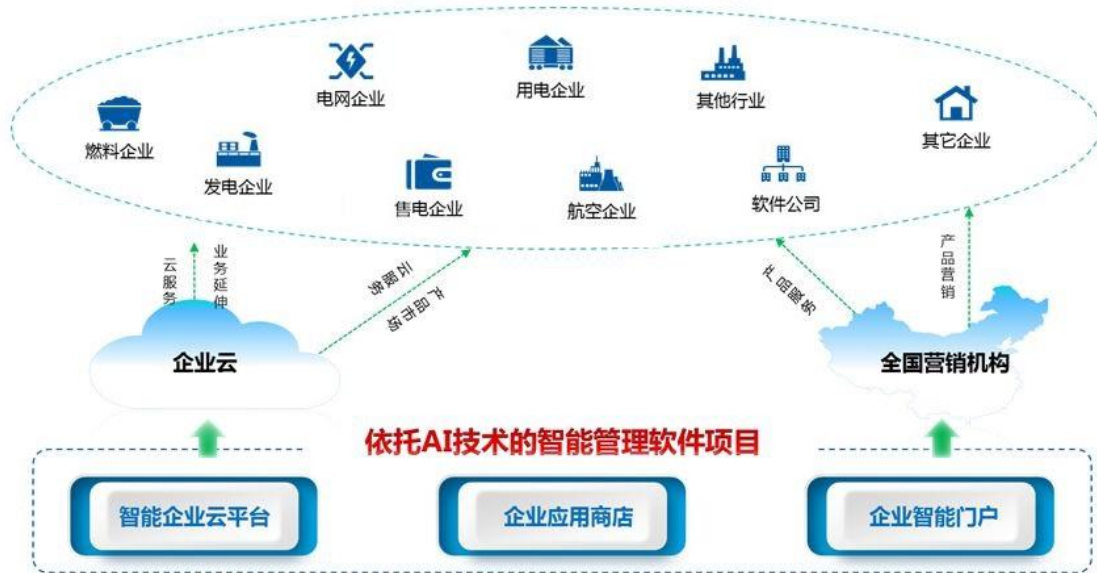 电网企业
用电企业
其他行业
燃料企业
其它企业
发电企业
售电企业
航空企业
软件公司
云服务
业务延伸
云服务
产品市场
产品服务
产品营销
企业云
全国营销机构
依托AI技术的智能管理软件项目
智能企业云平台
企业应用商店
企业智能门户